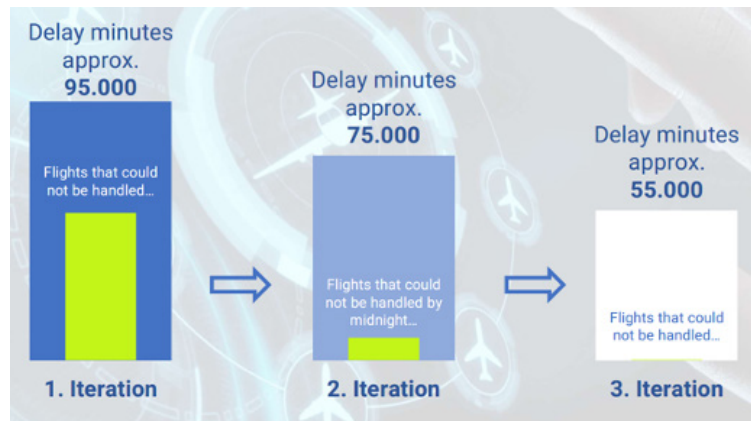 Delay minutes
approx.
95.000
Flights that could
not be handled…
1. Iteration
Delay minutes
approx.
75.000
Flights that could
not be handled by
midnight…
2. Iteration
Delay minutes
approx.
55.000
Flights that could
not be handled…
3. Iteration